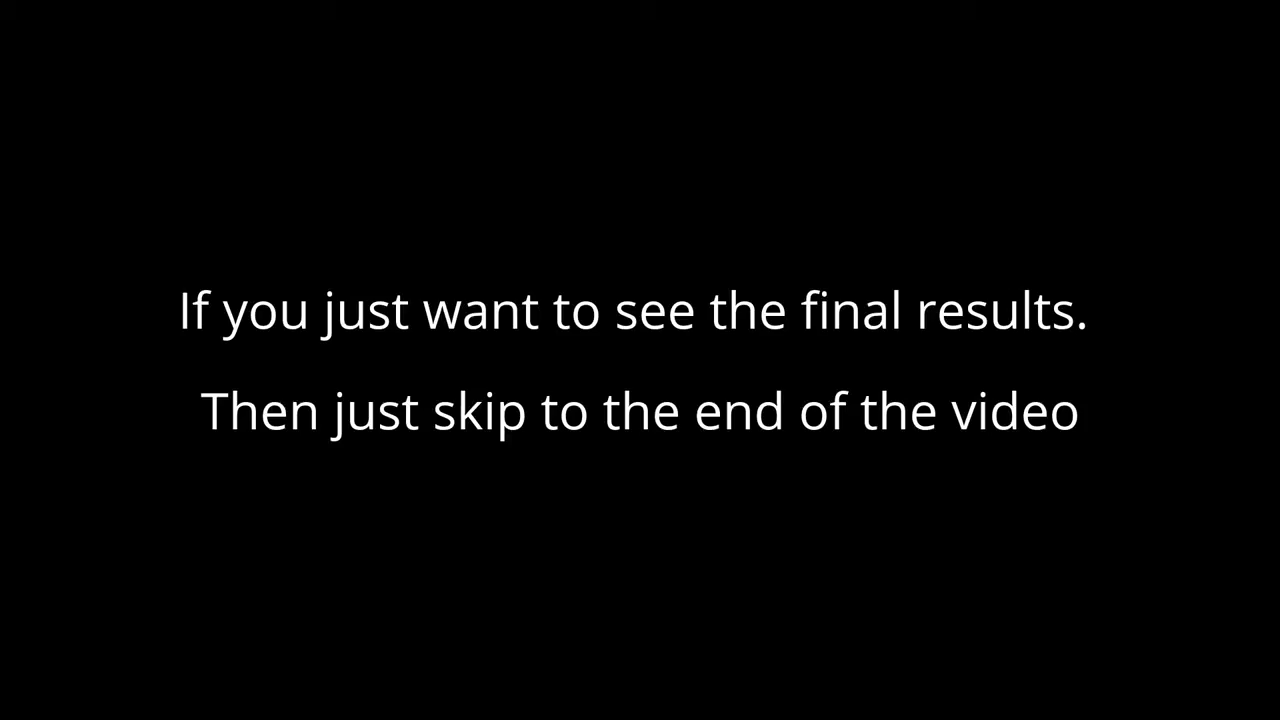 If you just want to see the final results.
Then just skip to the end of the video